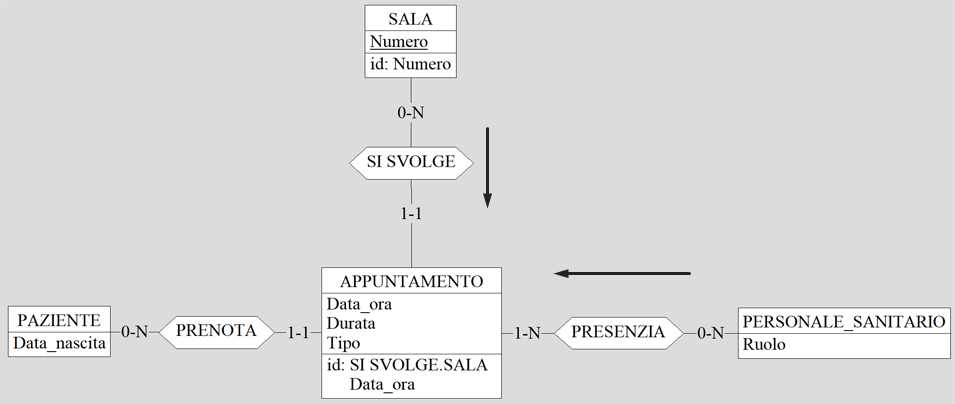 SALA
Numero
id: Numero
0-N
SI SVOLGE
1-1
APPUNTAMENTO
Data_ora
Durata
Tipo
id: SI SVOLGE.SALA
Data_ora
PAZIENTE
Data_nascita
0-N
PRENOTA
1-1
1-N
PRESENZIA
0-N
PERSONALE_SANITARIO
Ruolo